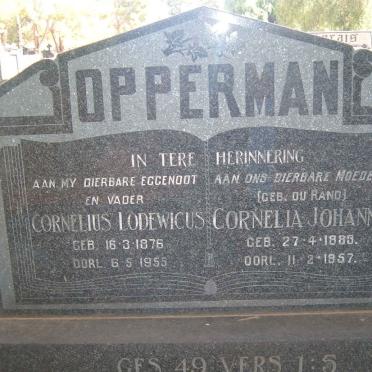 OPPERMAN
IN TERE HERINNERING
AAN MY DIERBARE EGGENOOT
EN VADER
CORNELIUS LODEWICUS
GEB. 16·3·1876
OORL. 6·5·1955
AAN ONS DIERBARE MOEDE
(GEB. DU RAND)
CORNELIA JOHANN
GEB. 27·4·1888.
OORL. 11·2·1957.
GES. 49 VERS 1:5